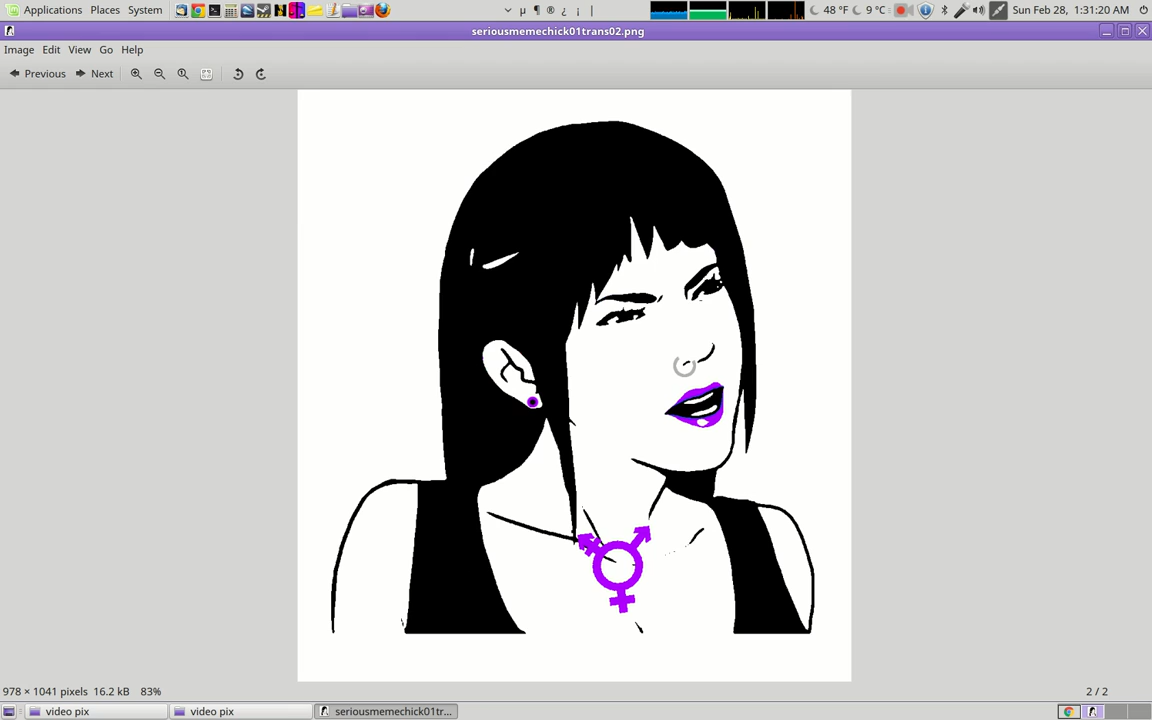 Applications Places System µ ¶ ® ¿ ¡ | 48 °F 9 °C Sun Feb 28, 1:31:20 AM
seriousmemechick01trans02.png
Image Edit View Go Help
Previous Next
978 × 1041 pixels 16.2 kB 83% 2 / 2
video pix video pix seriousmemechick01tr...